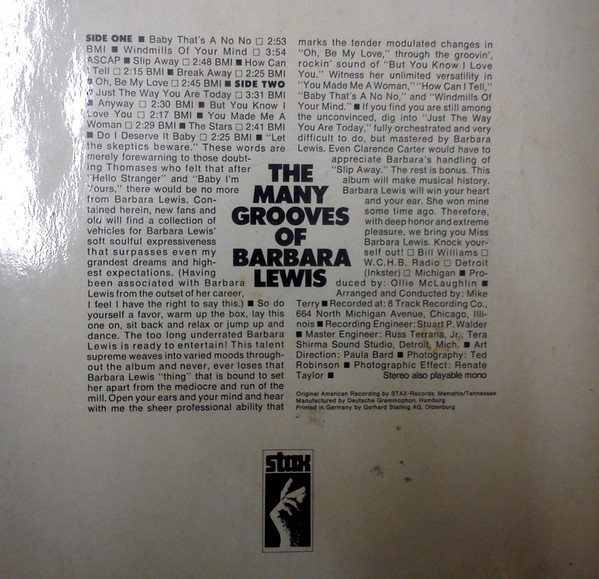 SIDE ONE ■ Baby That's A No No □ 2:53
BMI ■ Windmills Of Your Mind □ 3:54
ASCAP ■ Slip Away □ 2:48 BMI ■ How Can
I Tell □ 2:15 BMI ■ Break Away □ 2:25 BMI
■ Oh, Be My Love □ 2:45 BMI ■ SIDE TWO
■ Just The Way You Are Today □ 3:31 BMI
■ Anyway □ 2:30 BMI ■ But You Know I
Love You □ 2:17 BMI ■ You Made Me A
Woman □ 2:29 BMI ■ The Stars □ 2:41 BMI
■ Do I Deserve It Baby □ 2:25 BMI ■ "Let
the skeptics beware." These words are
merely forewarning to those doubt-
ing Thomases who felt that after
"Hello Stranger" and "Baby I'm
Yours," there would be no more
from Barbara Lewis. Con-
tained herein, new fans and
old will find a collection of
vehicles for Barbara Lewis'
soft soulful expressiveness
that surpasses even my
grandest dreams and high-
est expectations. (Having
been associated with Barbara
Lewis from the outset of her career,
I feel I have the right to say this.) ■ So do
yourself a favor, warm up the box, lay this
one on, sit back and relax or jump up and
dance. The too long underrated Barbara
Lewis is ready to entertain! This talent
supreme weaves into varied moods through-
out the album and never, ever loses that
Barbara Lewis "thing" that is bound to set
her apart from the mediocre and run of the
mill. Open your ears and your mind and hear
with me the sheer professional ability that
THE
MANY
GROOVES
OF
BARBARA
LEWIS
marks the tender modulated changes in
"Oh, Be My Love," through the groovin',
rockin' sound of "But You Know I Love
You." Witness her unlimited versatility in
"You Made Me A Woman," "How Can I Tell,"
"Baby That's A No No," and "Windmills Of
Your Mind." ■ If you find you are still among
the unconvinced, dig into "Just The Way
You Are Today," fully orchestrated and very
difficult to do, but mastered by Barbara
Lewis. Even Clarence Carter would have to
appreciate Barbara's handling of
"Slip Away." The rest is bonus. This
album will make musical history.
Barbara Lewis will win your heart
and your ear. She won mine
some time ago. Therefore,
with deep honor and extreme
pleasure, we bring you Miss
Barbara Lewis. Knock your-
self out! □ Bill Williams □
W.C.H.B. Radio □ Detroit
(Inkster) □ Michigan ■ Pro-
duced by: Ollie McLaughlin ■
Arranged and Conducted by: Mike
Terry ■ Recorded at: 8 Track Recording Co.,
664 North Michigan Avenue, Chicago, Illi-
nois ■ Recording Engineer: Stuart P. Walder
■ Master Engineer: Russ Terrana, Jr., Tera
Shirma Sound Studio, Detroit, Mich. ■ Art
Direction: Paula Bard ■ Photography: Ted
Robinson ■ Photographic Effect: Renate
Taylor ■ Stereo also playable mono
Original American Recording by STAX-Records, Memphis/Tennessee
Manufactured by Deutsche Grammophon, Hamburg
Printed in Germany by Gerhard Stalling AG, Oldenburg
stax